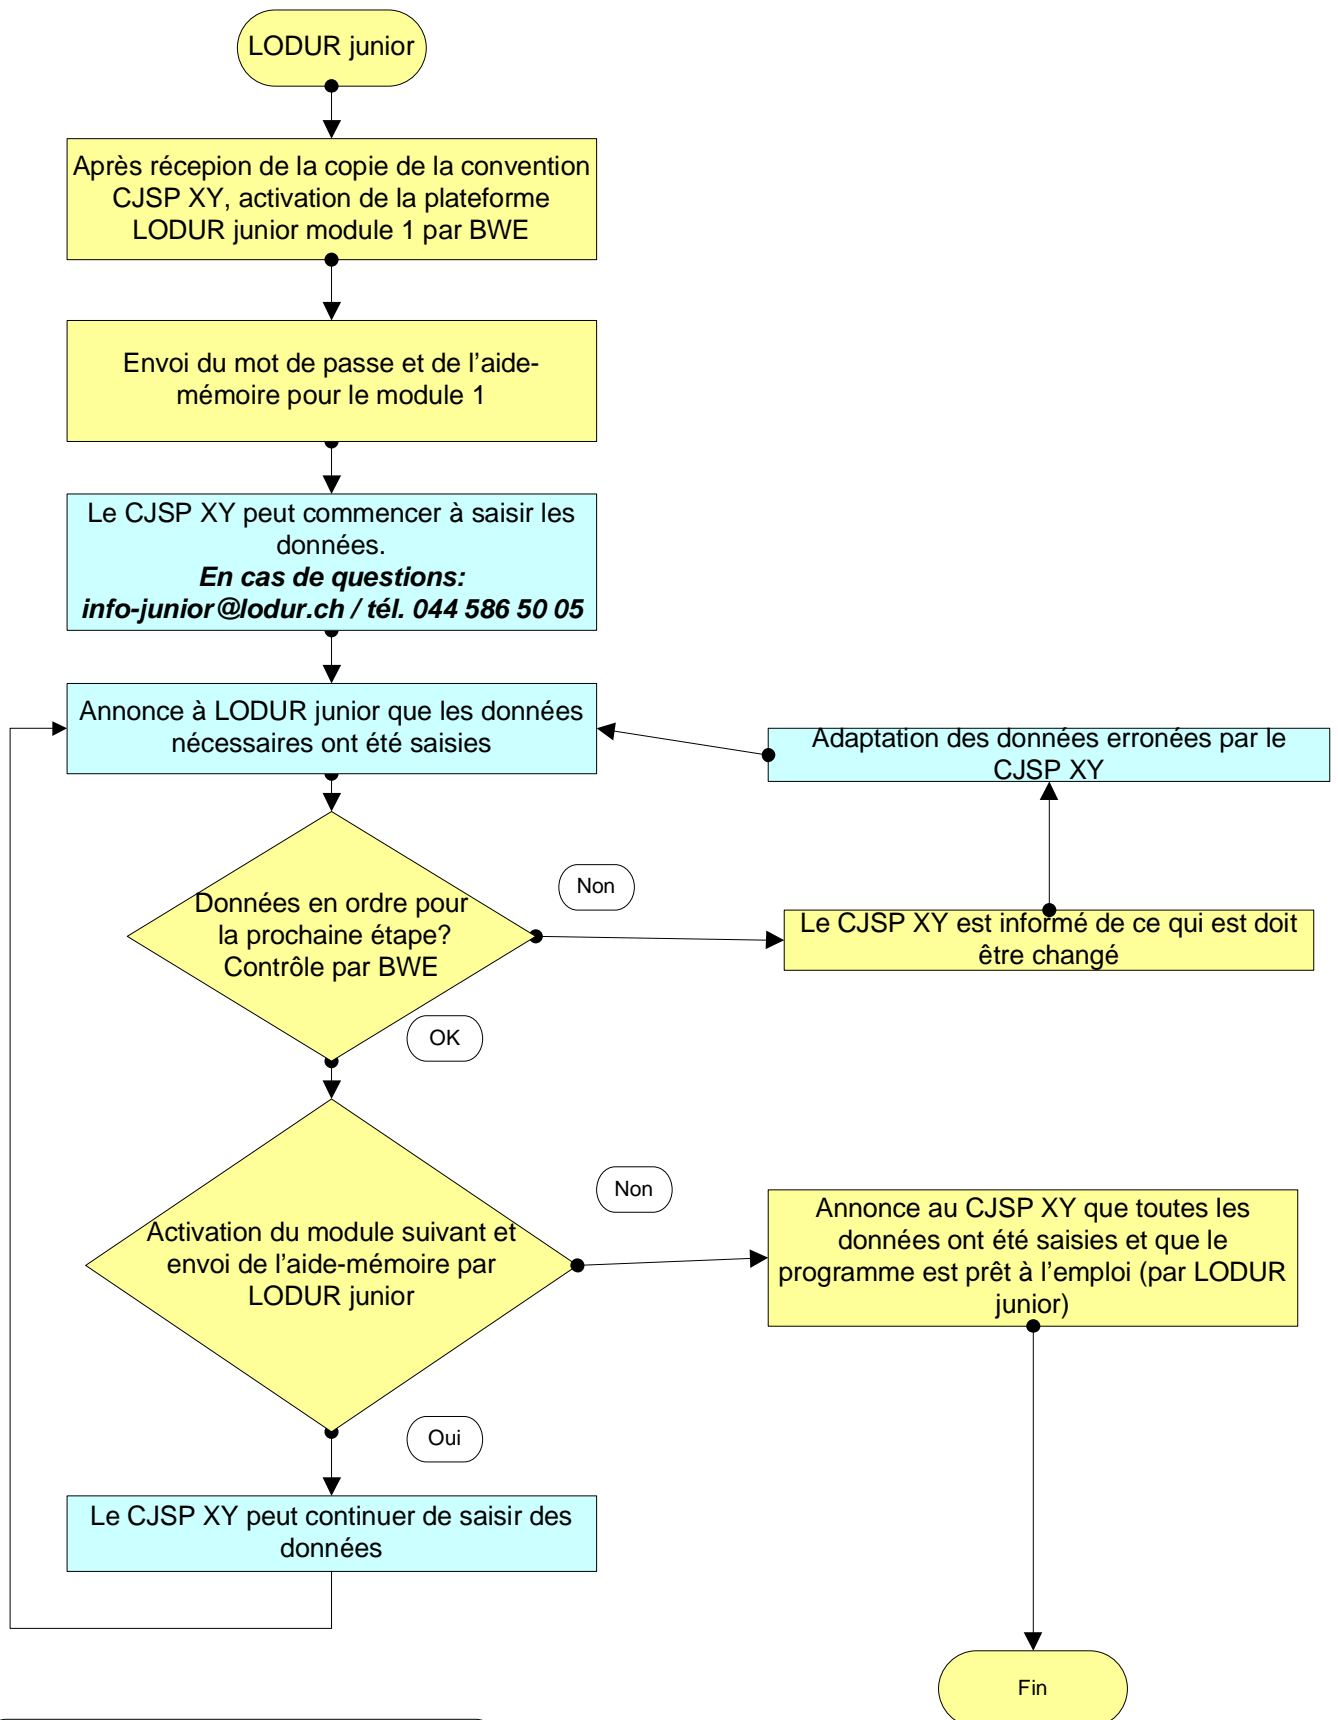 LODUR junior
Après récepion de la copie de la convention
CJSP XY, activation de la plateforme
LODUR junior module 1 par BWE
Envoi du mot de passe et de l’aide-
mémoire pour le module 1
Le CJSP XY peut commencer à saisir les
données.
En cas de questions:
info-junior@lodur.ch / tél. 044 586 50 05
Annonce à LODUR junior que les données
nécessaires ont été saisies
Adaptation des données erronées par le
CJSP XY
Données en ordre pour
la prochaine étape?
Contrôle par BWE
Non
Le CJSP XY est informé de ce qui est doit
être changé
OK
Activation du module suivant et
envoi de l’aide-mémoire par
LODUR junior
Non
Annonce au CJSP XY que toutes les
données ont été saisies et que le
programme est prêt à l’emploi (par LODUR
junior)
Oui
Le CJSP XY peut continuer de saisir des
données
Fin